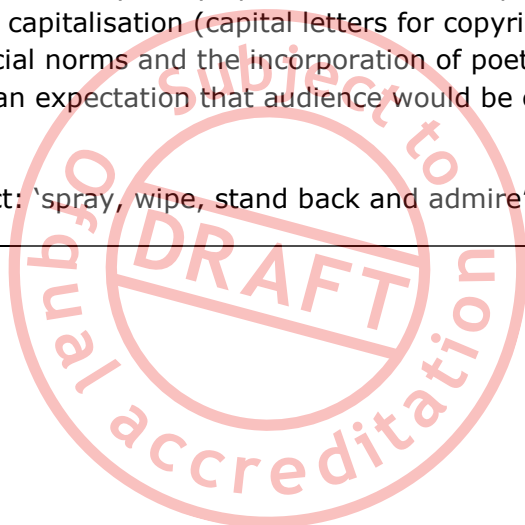 capitalisation (capital letters for copyri
cial norms and the incorporation of poet
an expectation that audience would be
ct: ‘spray, wipe, stand back and admire’
Subject to
DRAFT
Ofqual accreditation